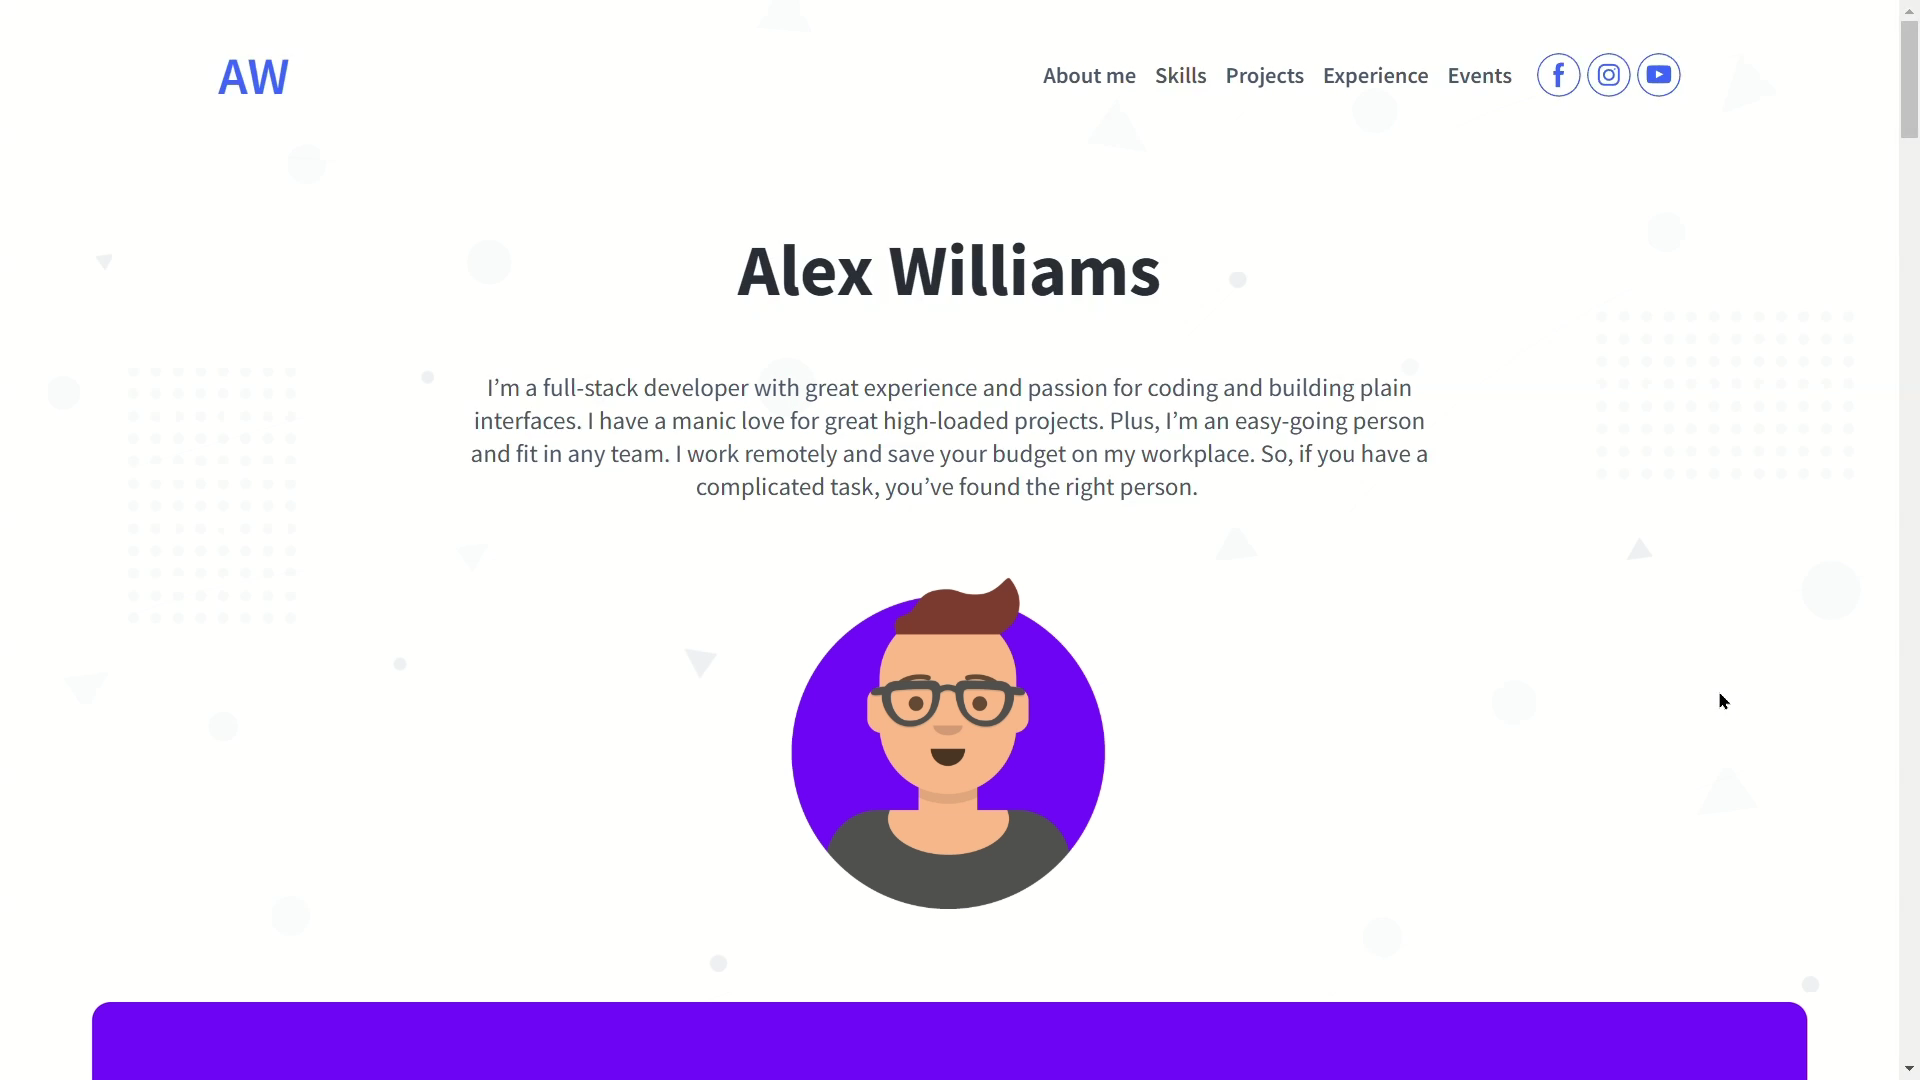 AW
About me Skills Projects Experience Events
Alex Williams
I’m a full-stack developer with great experience and passion for coding and building plain
interfaces. I have a manic love for great high-loaded projects. Plus, I’m an easy-going person
and fit in any team. I work remotely and save your budget on my workplace. So, if you have a
complicated task, you’ve found the right person.